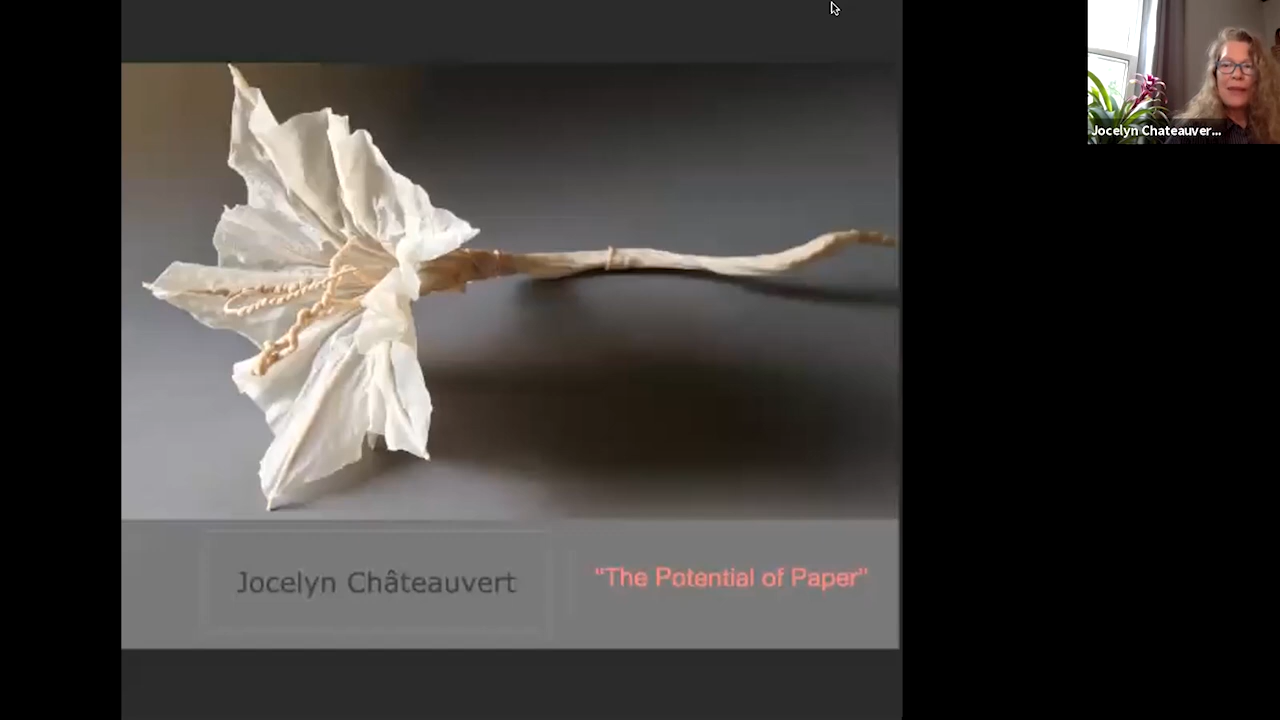 Jocelyn Chateauver...
Jocelyn Châteauvert
"The Potential of Paper"